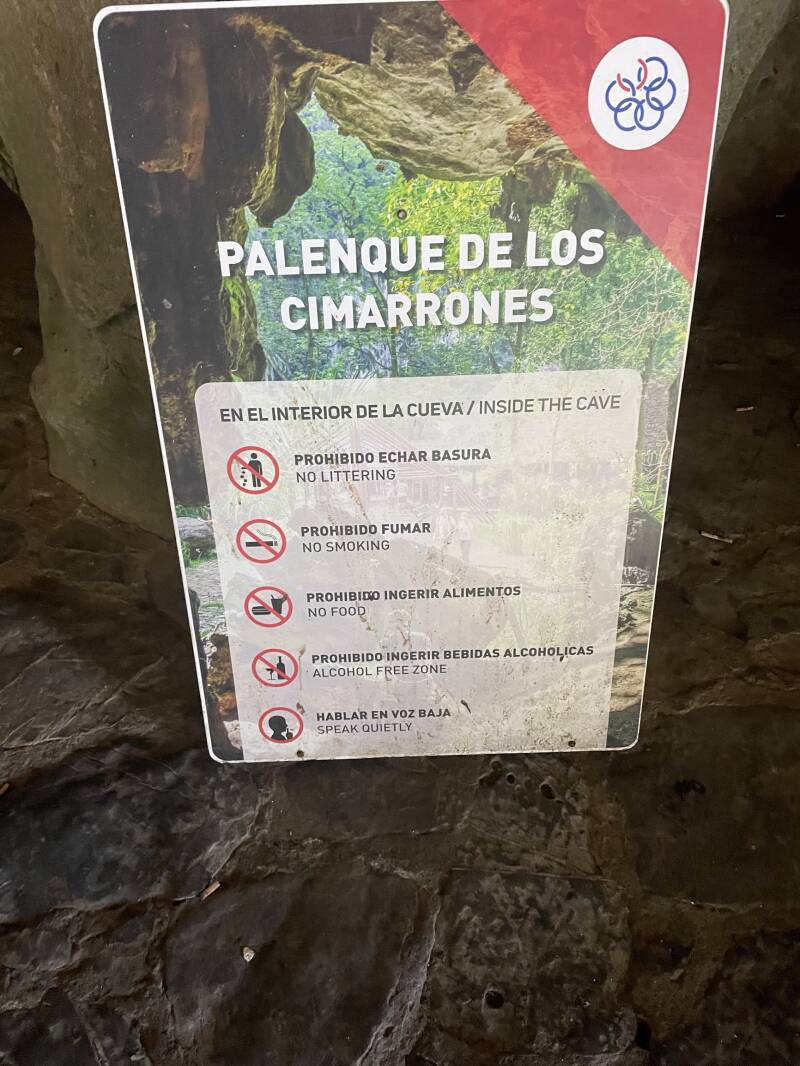 PALENQUE DE LOS
CIMARRONES
EN EL INTERIOR DE LA CUEVA / INSIDE THE CAVE
PROHIBIDO ECHAR BASURA
NO LITTERING
PROHIBIDO FUMAR
NO SMOKING
PROHIBIDO INGERIR ALIMENTOS
NO FOOD
PROHIBIDO INGERIR BEBIDAS ALCOHOLICAS
ALCOHOL FREE ZONE
HABLAR EN VOZ BAJA
SPEAK QUIETLY